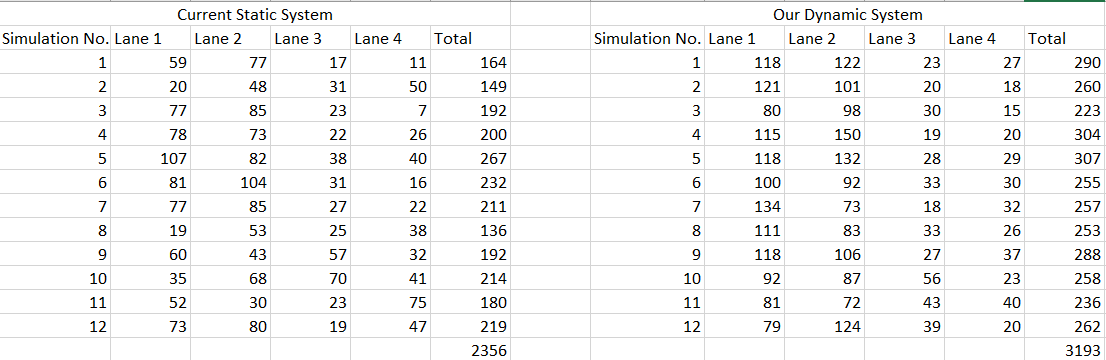 Current Static System Our Dynamic System
Simulation No. Lane 1 Lane 2 Lane 3 Lane 4 Total Simulation No. Lane 1 Lane 2 Lane 3 Lane 4 Total
1 59 77 17 11 164 1 118 122 23 27 290
2 20 48 31 50 149 2 121 101 20 18 260
3 77 85 23 7 192 3 80 98 30 15 223
4 78 73 22 26 200 4 115 150 19 20 304
5 107 82 38 40 267 5 118 132 28 29 307
6 81 104 31 16 232 6 100 92 33 30 255
7 77 85 27 22 211 7 134 73 18 32 257
8 19 53 25 38 136 8 111 83 33 26 253
9 60 43 57 32 192 9 118 106 27 37 288
10 35 68 70 41 214 10 92 87 56 23 258
11 52 30 23 75 180 11 81 72 43 40 236
12 73 80 19 47 219 12 79 124 39 20 262
2356 3193